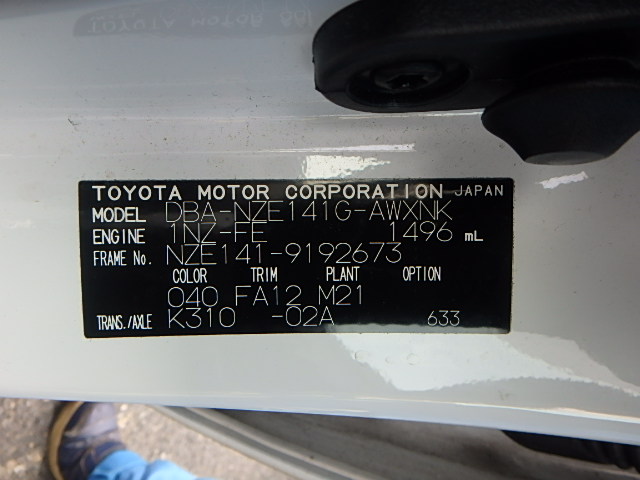 TOYOTA MOTOR CORPORATION JAPAN
MODEL DBA-NZE141G-AWXNK
ENGINE 1NZ-FE 1496 mL
FRAME No. NZE141-9192673
COLOR TRIM PLANT OPTION
040 FA12 M21
TRANS./AXLE K310 -02A 633